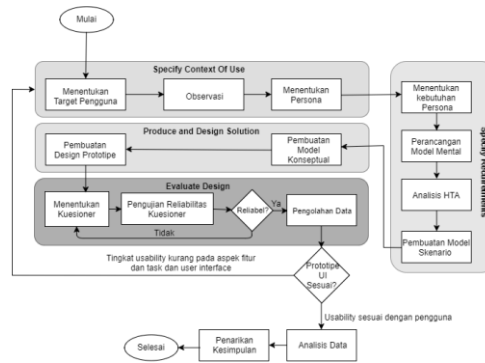 Mulai
Specify Context Of Use
Menentukan
Target Pengguna
Observasi
Menentukan
Persona
Menentukan
kebutuhan
Persona
Perancangan
Model Mental
Analisis HTA
Pembuatan Model
Skenario
Specify Requirements
Produce and Design Solution
Pembuatan
Model
Konseptual
Pembuatan
Design Prototipe
Evaluate Design
Menentukan
Kuesioner
Pengujian Reliabilitas
Kuesioner
Reliabel?
Ya
Pengolahan Data
Tidak
Tingkat usability kurang pada aspek fitur
dan task dan user interface
Prototipe
UI
Sesuai?
Usability sesuai dengan pengguna
Analisis Data
Penarikan
Kesimpulan
Selesai